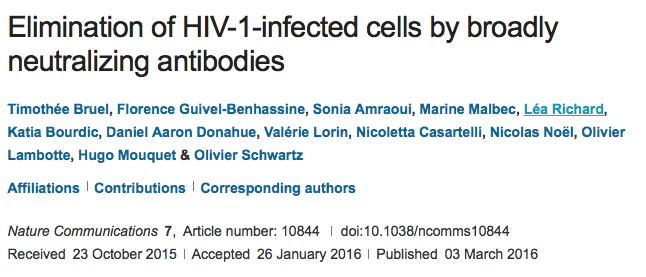 Elimination of HIV-1-infected cells by broadly
neutralizing antibodies
Timothée Bruel, Florence Guivel-Benhassine, Sonia Amraoui, Marine Malbec, Léa Richard,
Katia Bourdic, Daniel Aaron Donahue, Valérie Lorin, Nicoletta Casartelli, Nicolas Noël, Olivier
Lambotte, Hugo Mouquet & Olivier Schwartz
Affiliations | Contributions | Corresponding authors
Nature Communications 7, Article number: 10844 | doi:10.1038/ncomms10844
Received 23 October 2015 | Accepted 26 January 2016 | Published 03 March 2016